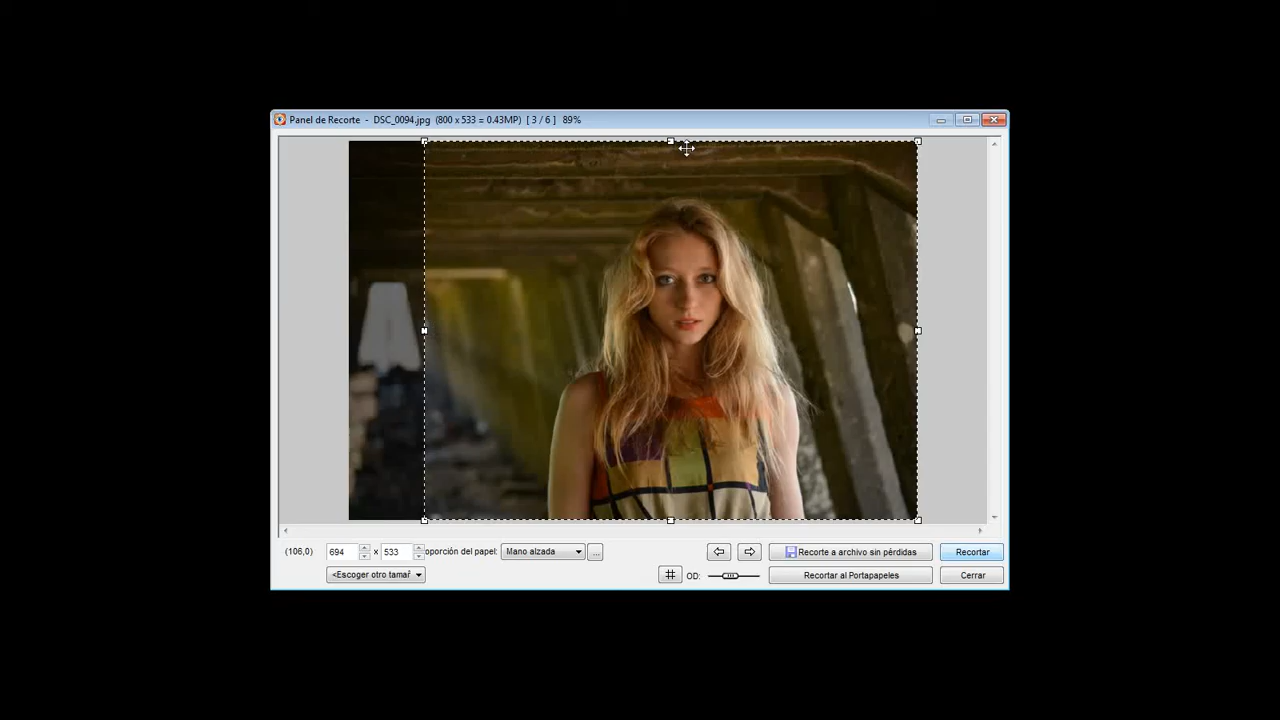 Panel de Recorte - DSC_0094.jpg (800 x 533 = 0.43MP) [ 3 / 6 ] 89%
(106,0) 694 x 533 oporción del papel: Mano alzada ... Recorte a archivo sin pérdidas Recortar
<Escoger otro tamañ OD: Recortar al Portapapeles Cerrar